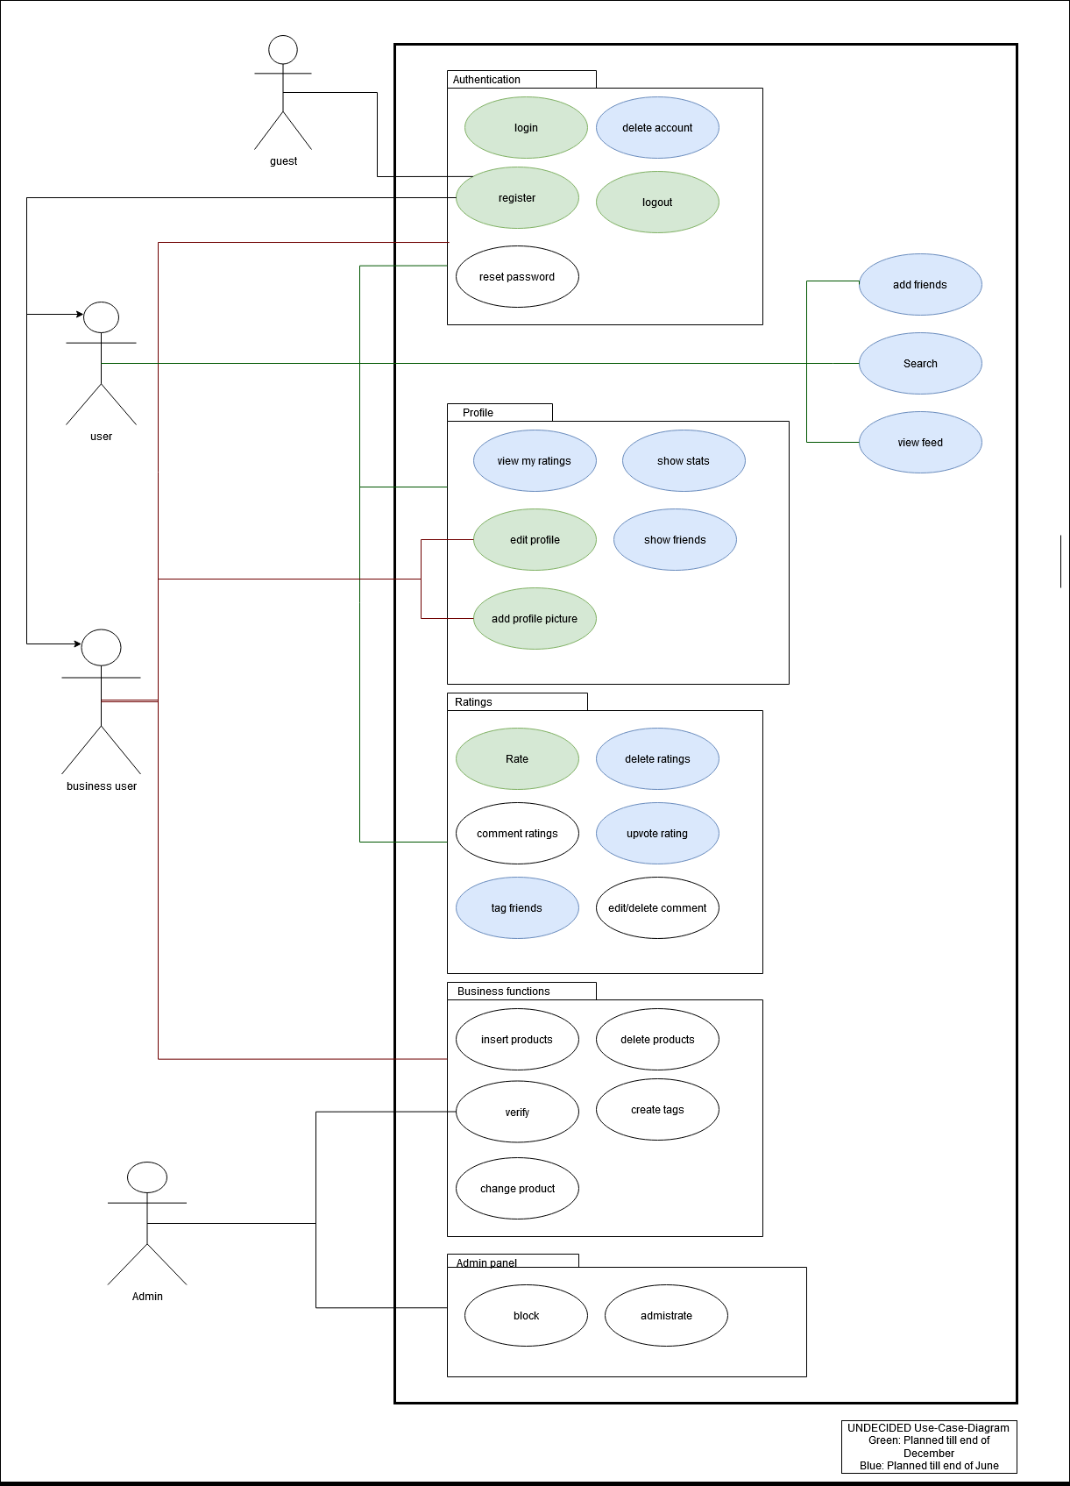 guest
Authentication
login
delete account
register
logout
reset password
user
add friends
Search
view feed
Profile
view my ratings
show stats
edit profile
show friends
add profile picture
business user
Ratings
Rate
delete ratings
comment ratings
upvote rating
tag friends
edit/delete comment
Business functions
insert products
delete products
verify
create tags
change product
Admin
Admin panel
block
admistrate
UNDECIDED Use-Case-Diagram
Green: Planned till end of
December
Blue: Planned till end of June